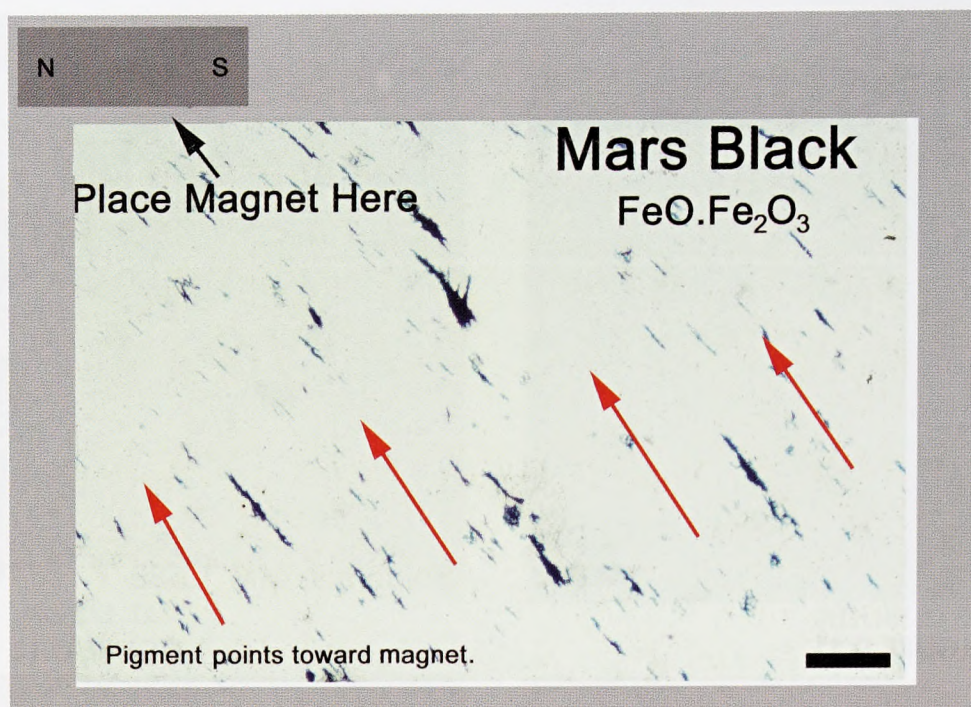 N S
Place Magnet Here
Mars Black
FeO.Fe₂O₃
Pigment points toward magnet.